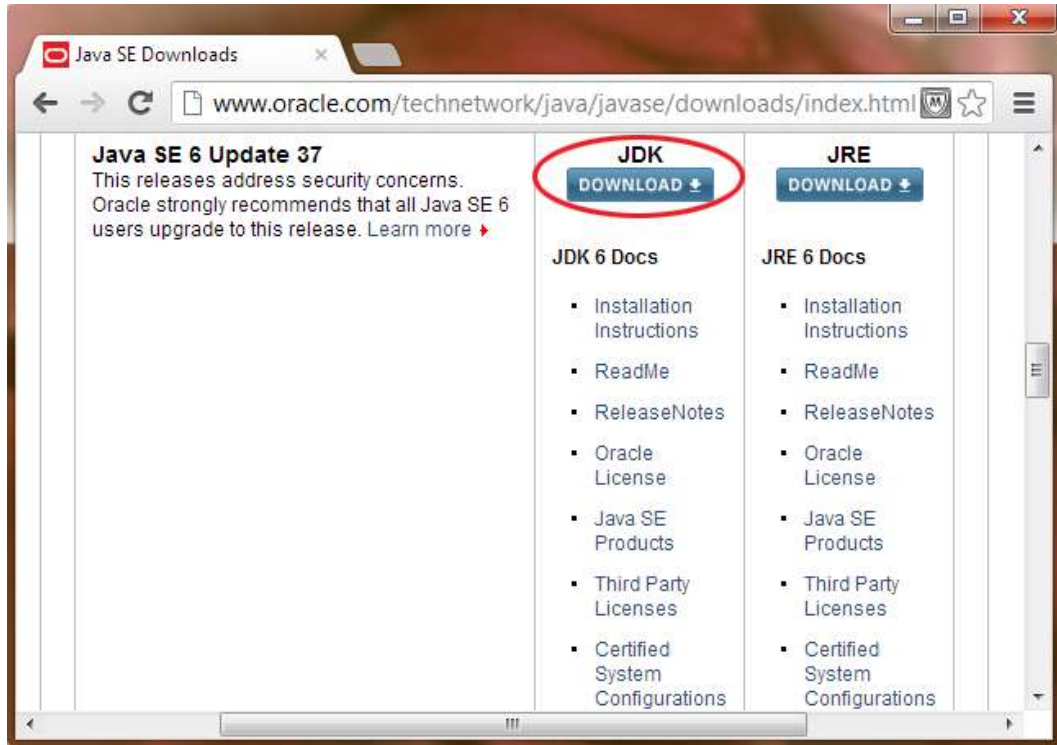 Java SE Downloads
www.oracle.com/technetwork/java/javase/downloads/index.html
Java SE 6 Update 37
This releases address security concerns.
Oracle strongly recommends that all Java SE 6
users upgrade to this release. Learn more
JDK
DOWNLOAD
JDK 6 Docs
Installation
Instructions
ReadMe
ReleaseNotes
Oracle
License
Java SE
Products
Third Party
Licenses
Certified
System
Configurations
JRE
DOWNLOAD
JRE 6 Docs
Installation
Instructions
ReadMe
ReleaseNotes
Oracle
License
Java SE
Products
Third Party
Licenses
Certified
System
Configurations